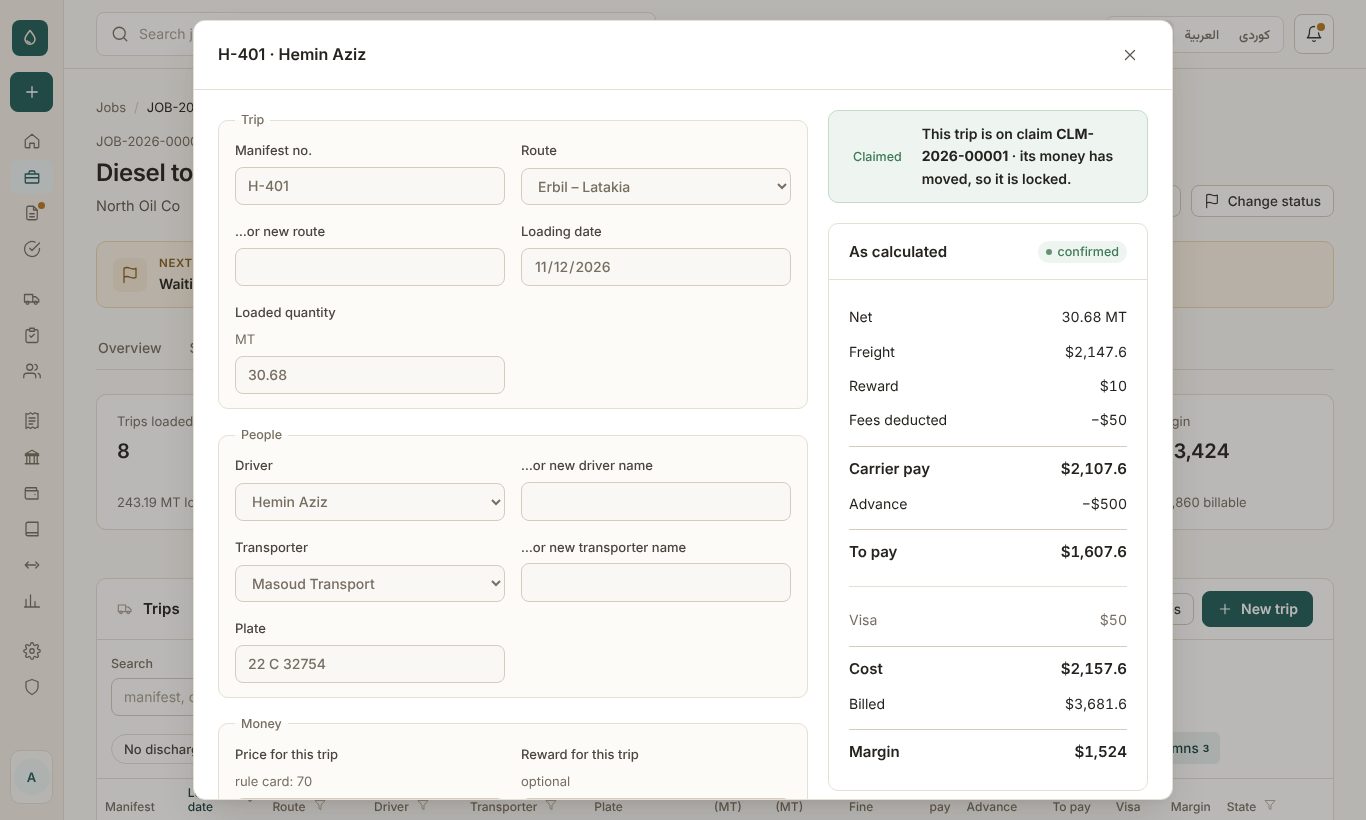 Search j
العربية
كوردی
H-401 · Hemin Aziz
Jobs / JOB-20
JOB-2026-000
Diesel to
North Oil Co
Change status
NEXT
Waiti
Overview
Trips loaded
8
243.19 MT lo
gin
3,424
,860 billable
Trips
s
New trip
Search
manifest, c
No discharg
mns 3
Trip
Manifest no.
Route
H-401
Erbil – Latakia
...or new route
Loading date
11/12/2026
Loaded quantity
MT
30.68
People
Driver
...or new driver name
Hemin Aziz
Transporter
...or new transporter name
Masoud Transport
Plate
22 C 32754
Money
Price for this trip
Reward for this trip
rule card: 70
optional
Claimed
This trip is on claim CLM-
2026-00001 · its money has
moved, so it is locked.
As calculated
confirmed
Net 30.68 MT
Freight $2,147.6
Reward $10
Fees deducted −$50
Carrier pay $2,107.6
Advance −$500
To pay $1,607.6
Visa $50
Cost $2,157.6
Billed $3,681.6
Margin $1,524
Manifest date Route Driver Transporter Plate (MT) (MT) Fine pay Advance To pay Visa Margin State
A